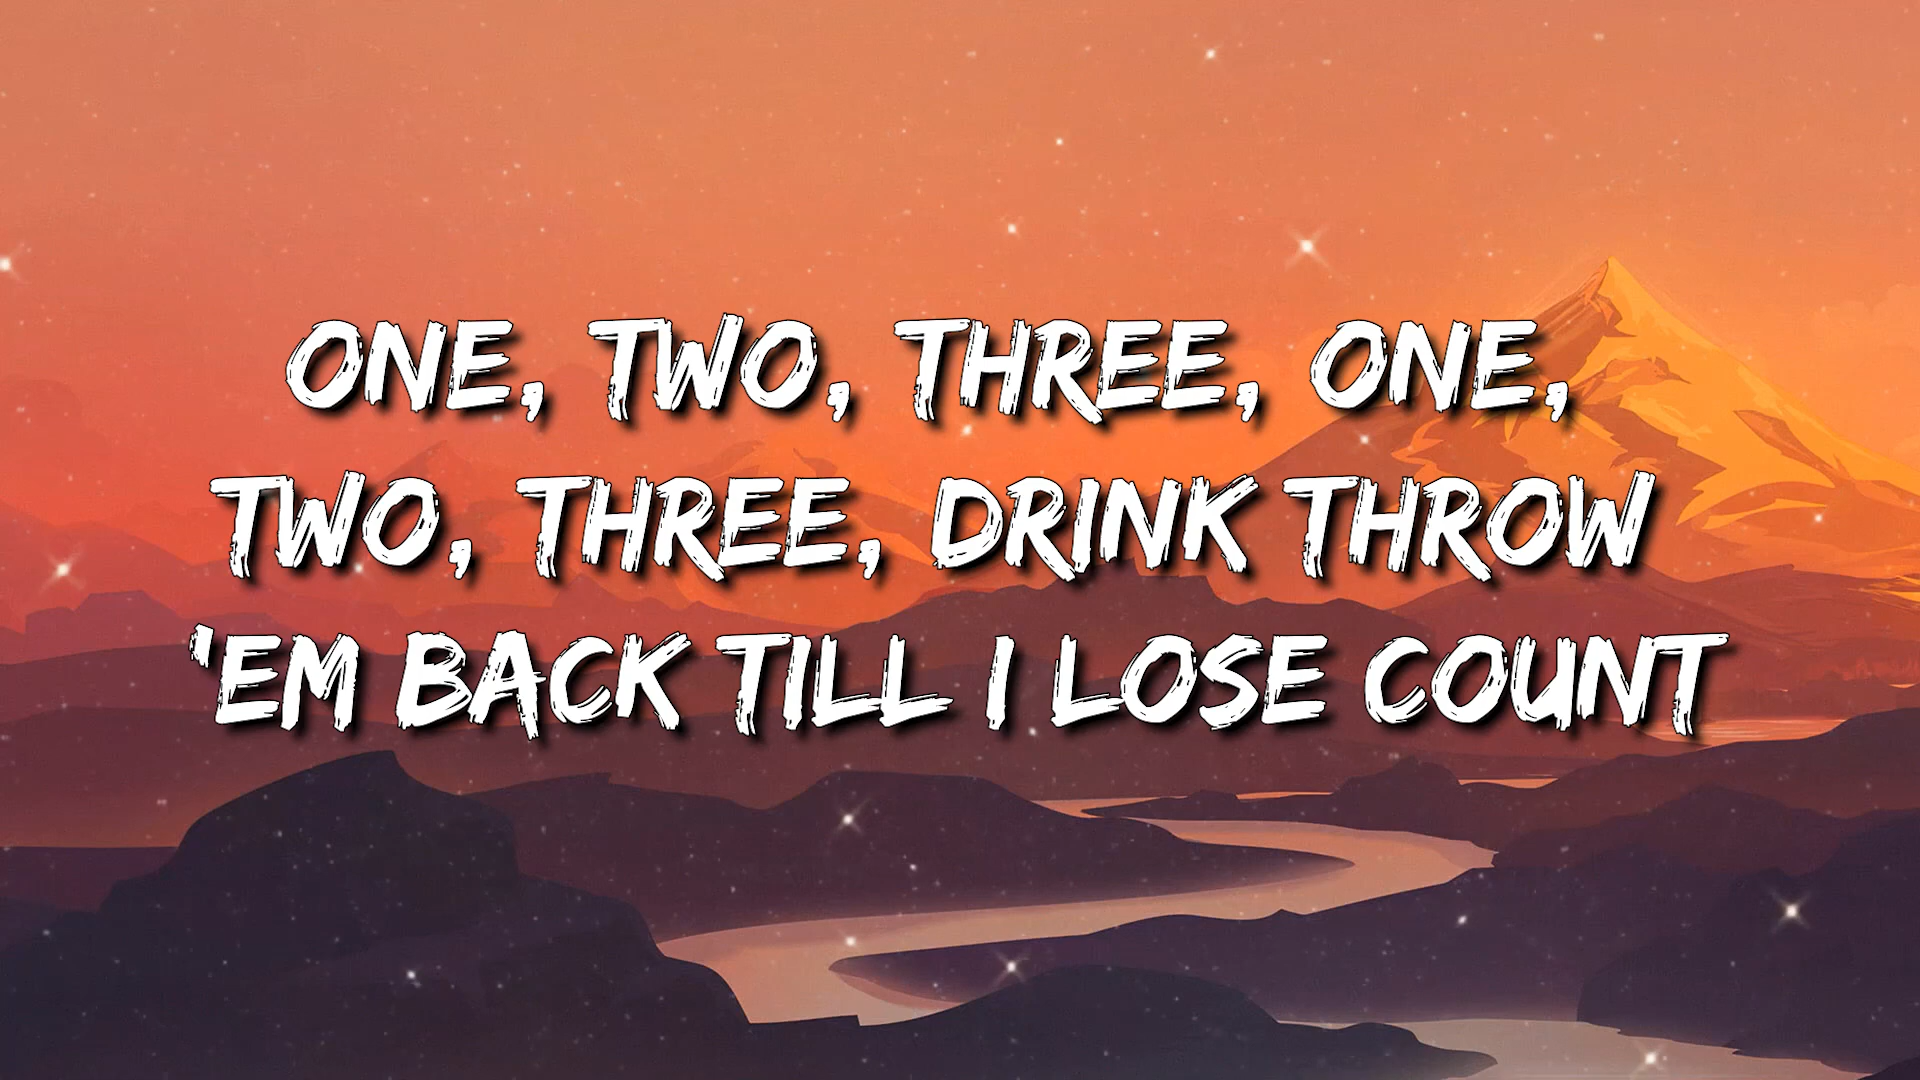 ONE, TWO, THREE, ONE,
TWO, THREE, DRINK THROW
'EM BACK TILL I LOSE COUNT